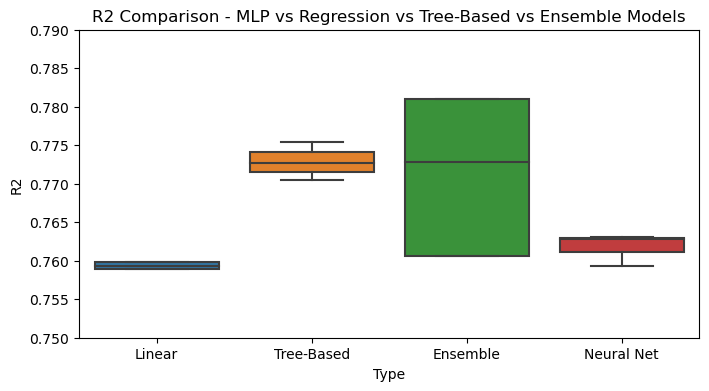 R2 Comparison - MLP vs Regression vs Tree-Based vs Ensemble Models
0.790
0.785
0.780
0.775
0.770
0.765
0.760
0.755
0.750
R2
Linear
Tree-Based
Ensemble
Neural Net
Type